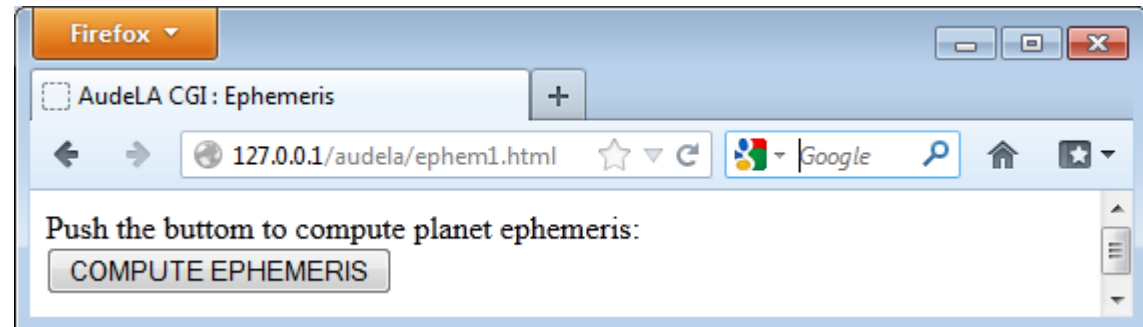 Firefox
AudeLA CGI : Ephemeris
127.0.0.1/audela/ephem1.html Google
Push the buttom to compute planet ephemeris:
COMPUTE EPHEMERIS